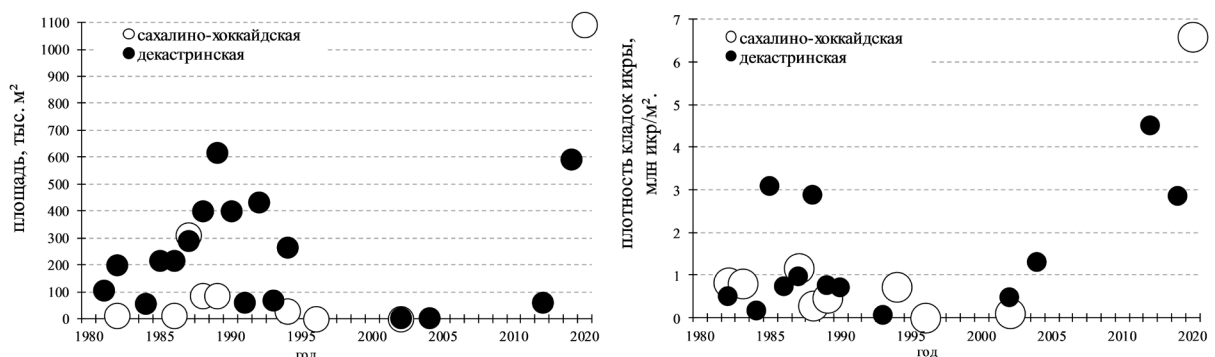 площадь, тыс. м²
1100
1000
900
800
700
600
500
400
300
200
100
0
сахалино-хоккайдская
декастринская
1980 1985 1990 1995 2000 2005 2010 2020
год
плотность кладок икры,
млн икр/м².
7
6
5
4
3
2
1
0
сахалино-хоккайдская
декастринская
1980 1985 1990 1995 2000 2005 2010 2020
год